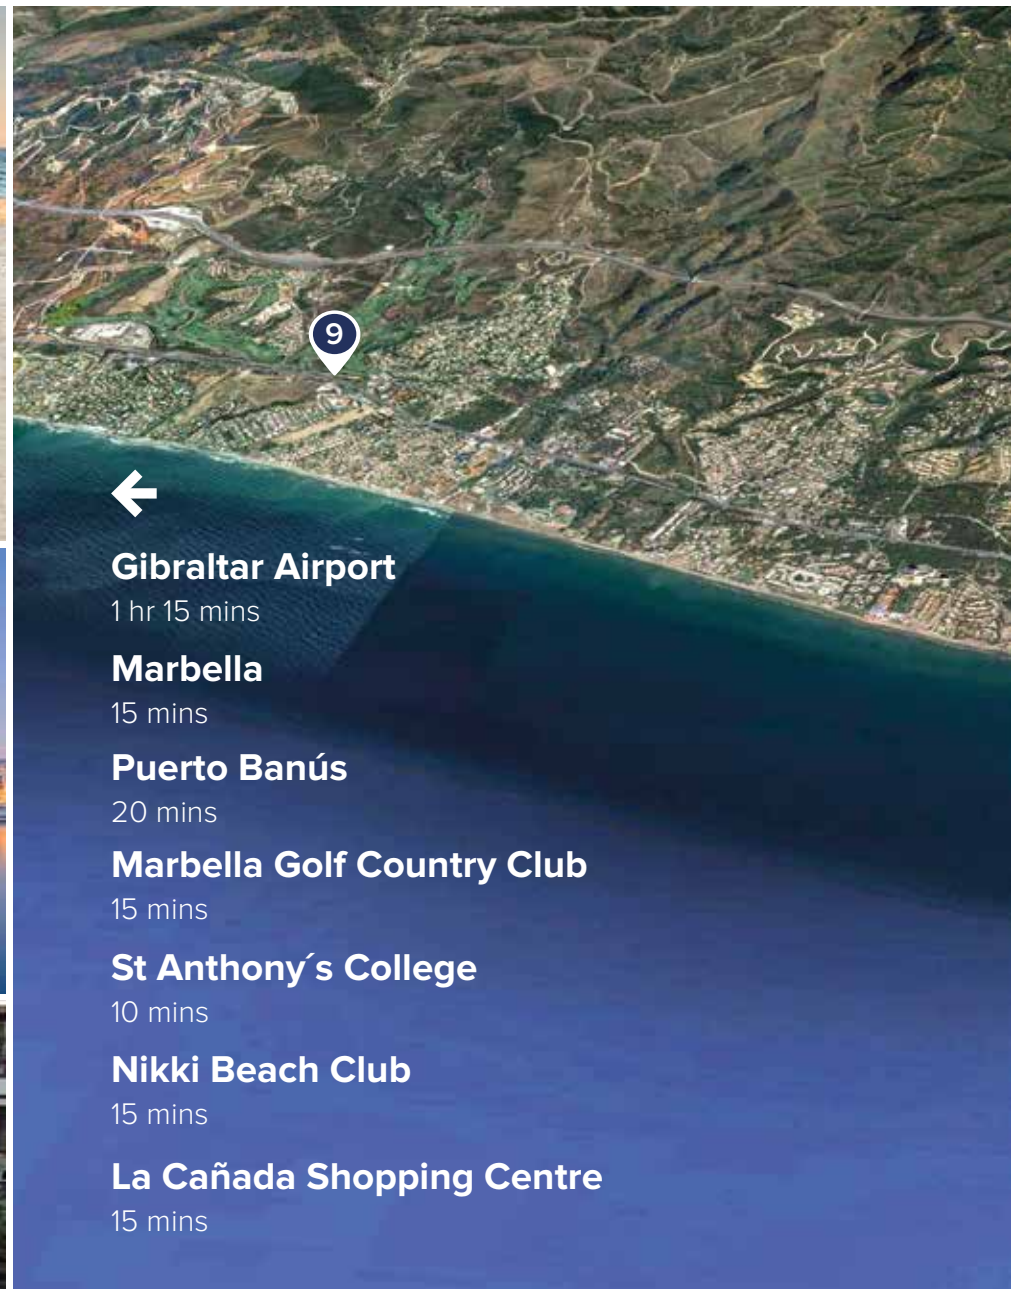 9
Gibraltar Airport
1 hr 15 mins
Marbella
15 mins
Puerto Banús
20 mins
Marbella Golf Country Club
15 mins
St Anthony´s College
10 mins
Nikki Beach Club
15 mins
La Cañada Shopping Centre
15 mins